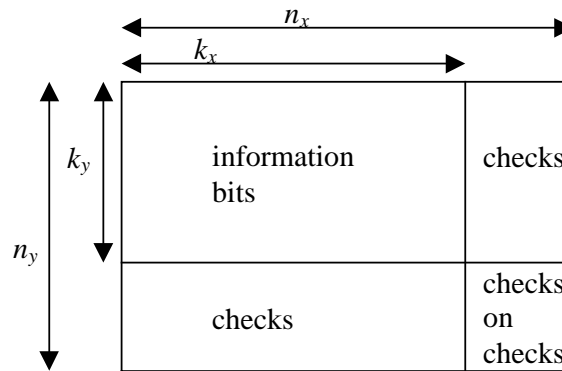 n_x
k_x
k_y
n_y
information
bits
checks
checks
checks
on
checks